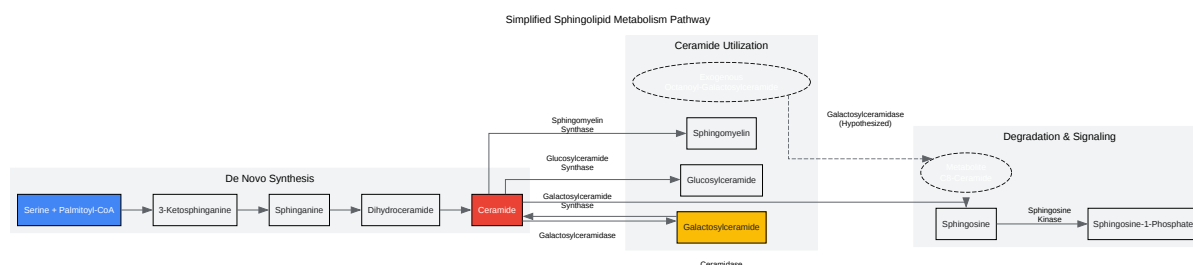 Simplified Sphingolipid Metabolism Pathway
Ceramide Utilization
Sphingomyelin
Synthase
Galactosylceramidase
(Hypothesized)
Sphingomyelin
Degradation & Signaling
Glucosylceramide
Synthase
De Novo Synthesis
Glucosylceramide
Galactosylceramide
Synthase
Serine + Palmitoyl-CoA
3-Ketosphinganine
Sphinganine
Dihydroceramide
Ceramide
Galactosylceramide
Galactosylceramidase
Sphingosine
Sphingosine
Kinase
Sphingosine-1-Phosphate
Ceramidase